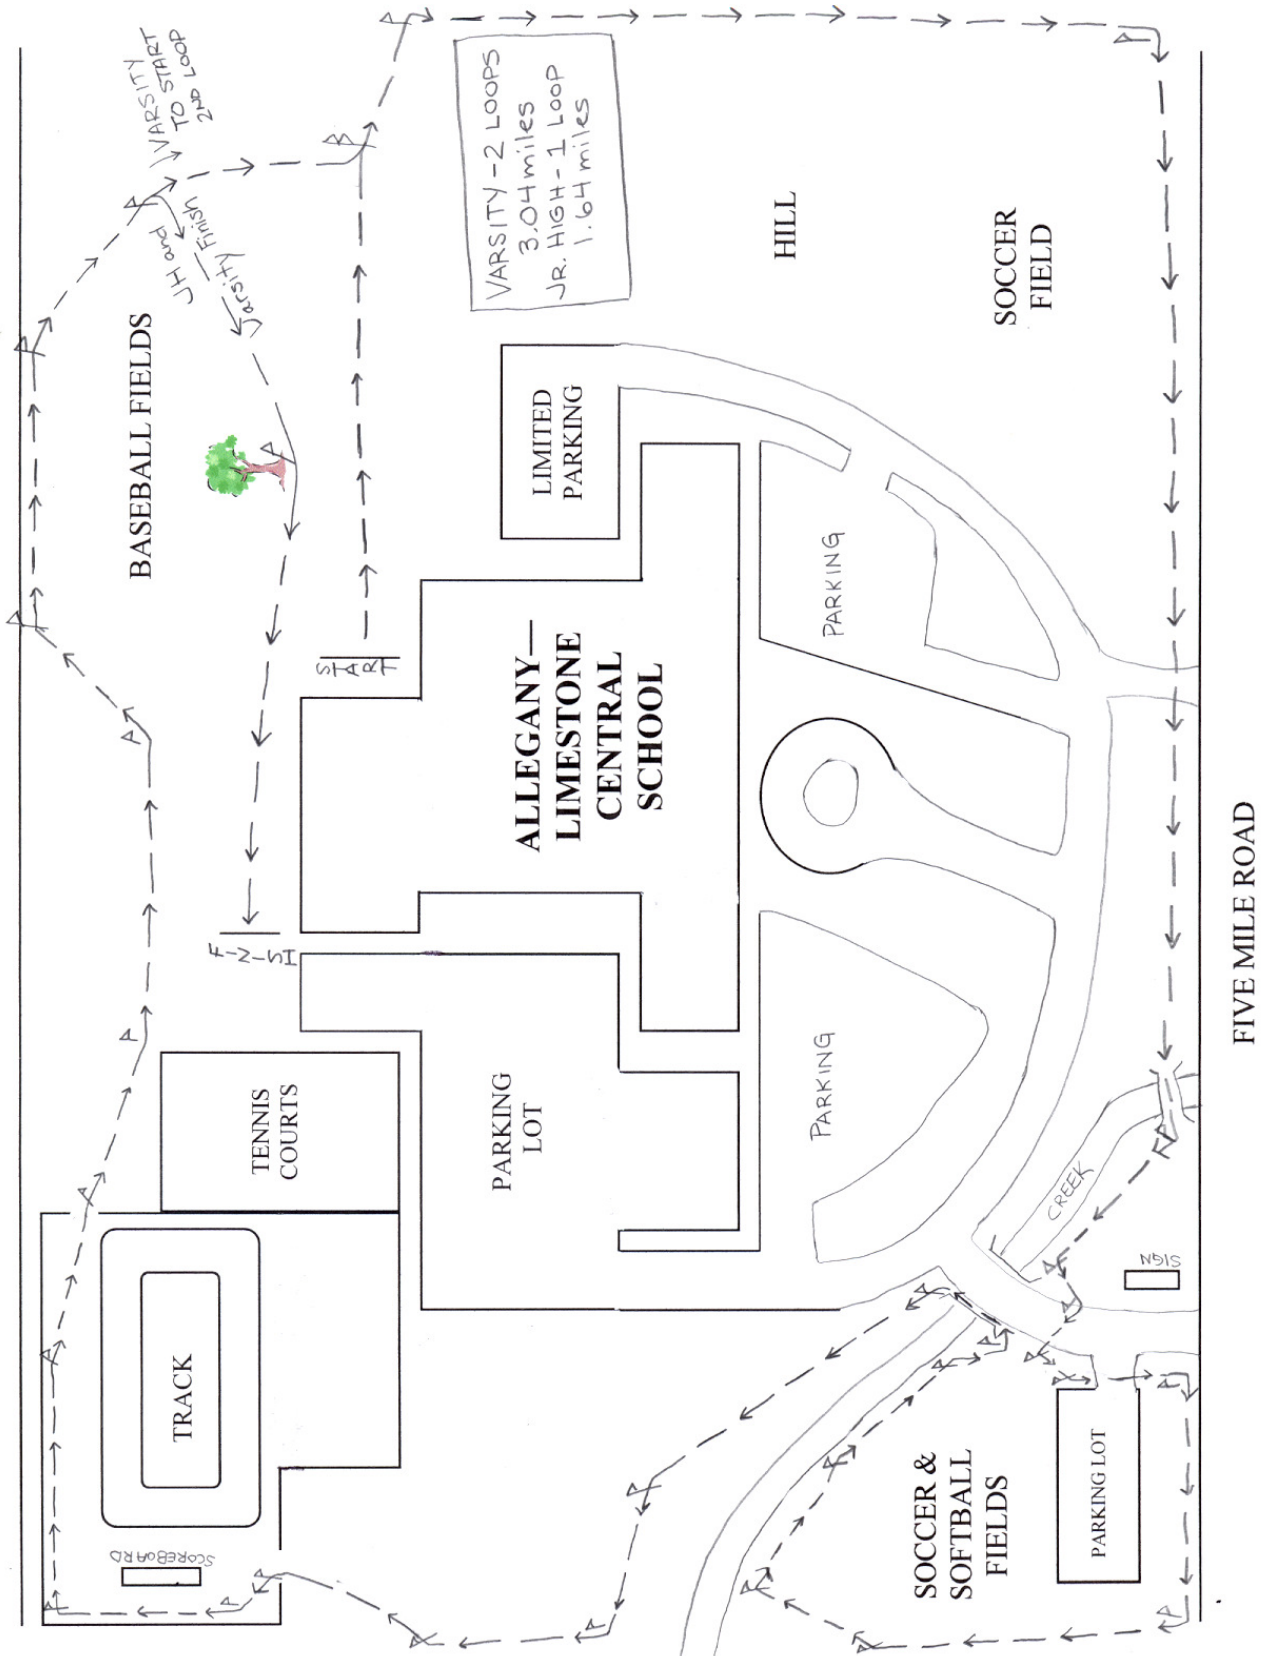 VARSITY
TO START
2ND LOOP
JH and
Varsity Finish
VARSITY - 2 LOOPS
3.04 miles
JR. HIGH - 1 LOOP
1.64 miles
BASEBALL FIELDS
HILL
SOCCER
FIELD
LIMITED
PARKING
PARKING
START
ALLEGANY—
LIMESTONE
CENTRAL
SCHOOL
FINISH
TENNIS
COURTS
PARKING
LOT
PARKING
FIVE MILE ROAD
CREEK
SIGN
TRACK
SCOREBOARD
SOCCER &
SOFTBALL
FIELDS
PARKING LOT